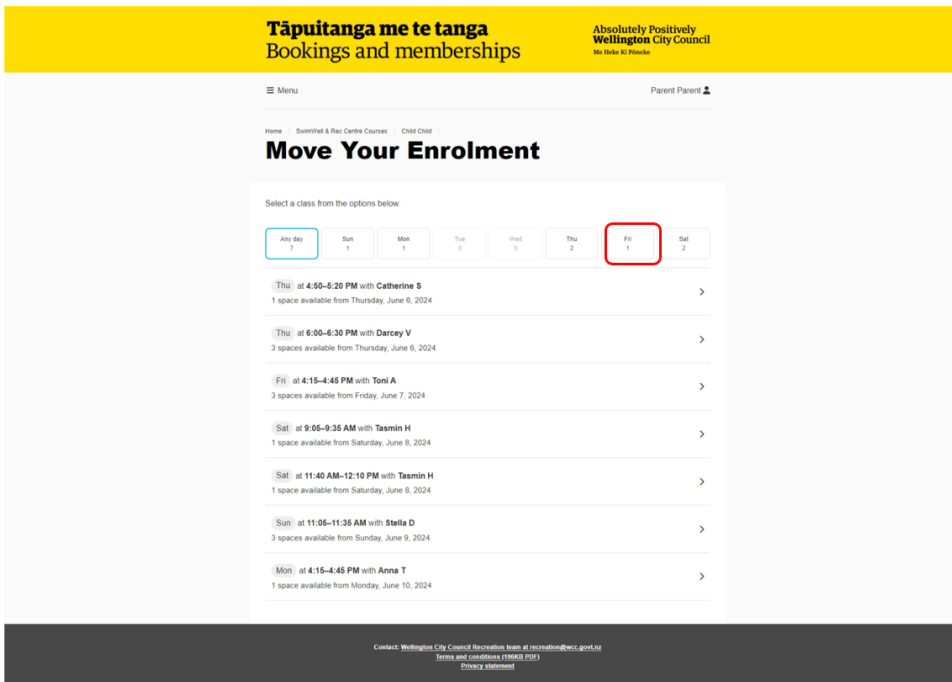 Tāpuitanga me te tanga
Bookings and memberships
Absolutely Positively
Wellington City Council
Me Heke Ki Pōneke
Menu
Parent Parent
Home / SwimWell & Rec Centre Courses / Child Child /
Move Your Enrolment
Select a class from the options below.
Any day Sun Mon Tue Wed Thu Fri Sat
7 1 1 0 0 2 1 2
Thu at 4:50–5:20 PM with Catherine S
1 space available from Thursday, June 6, 2024
Thu at 6:00–6:30 PM with Darcey V
3 spaces available from Thursday, June 6, 2024
Fri at 4:15–4:45 PM with Toni A
3 spaces available from Friday, June 7, 2024
Sat at 9:05–9:35 AM with Tasmin H
1 space available from Saturday, June 8, 2024
Sat at 11:40 AM–12:10 PM with Tasmin H
1 space available from Saturday, June 8, 2024
Sun at 11:05–11:35 AM with Stella D
3 spaces available from Sunday, June 9, 2024
Mon at 4:15–4:45 PM with Anna T
1 space available from Monday, June 10, 2024
Contact: Wellington City Council Recreation team at recreation@wcc.govt.nz
Terms and conditions (106KB PDF)
Privacy statement